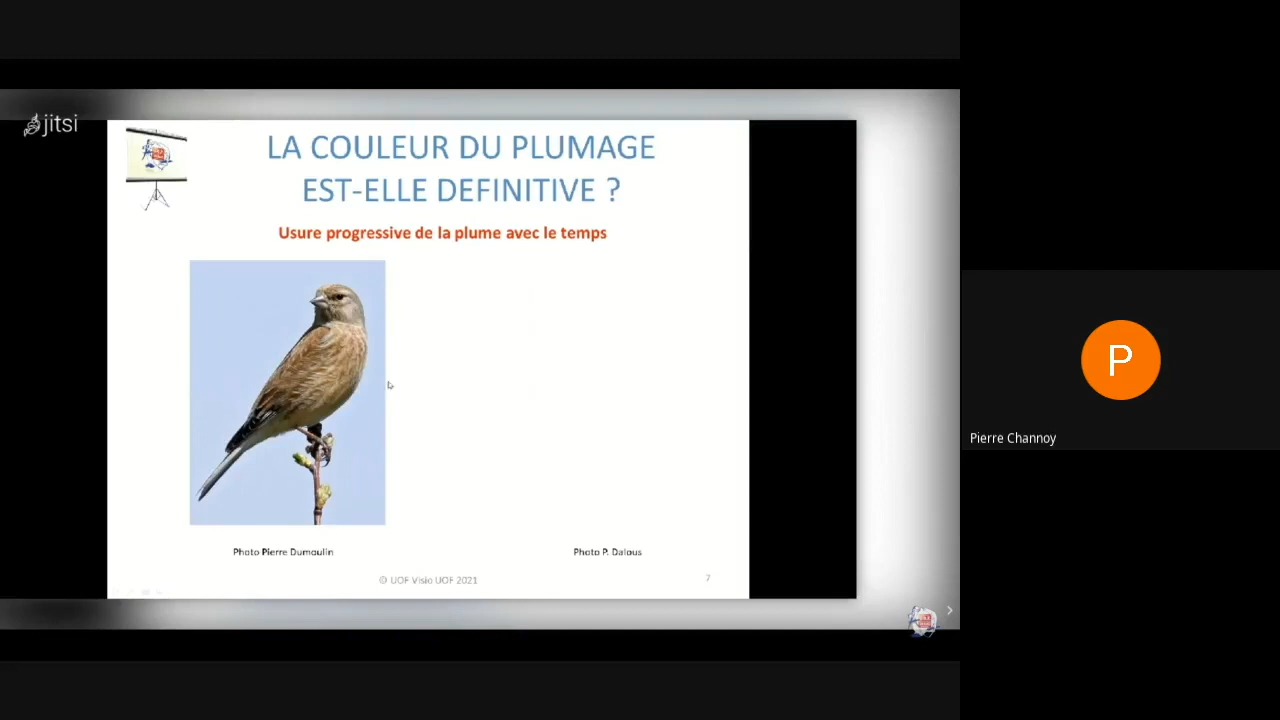 jitsi
LA COULEUR DU PLUMAGE
EST-ELLE DEFINITIVE ?
Usure progressive de la plume avec le temps
Photo Pierre Dumoulin
Photo P. Dalous
© UOF Visio UOF 2021
7
P
Pierre Channoy